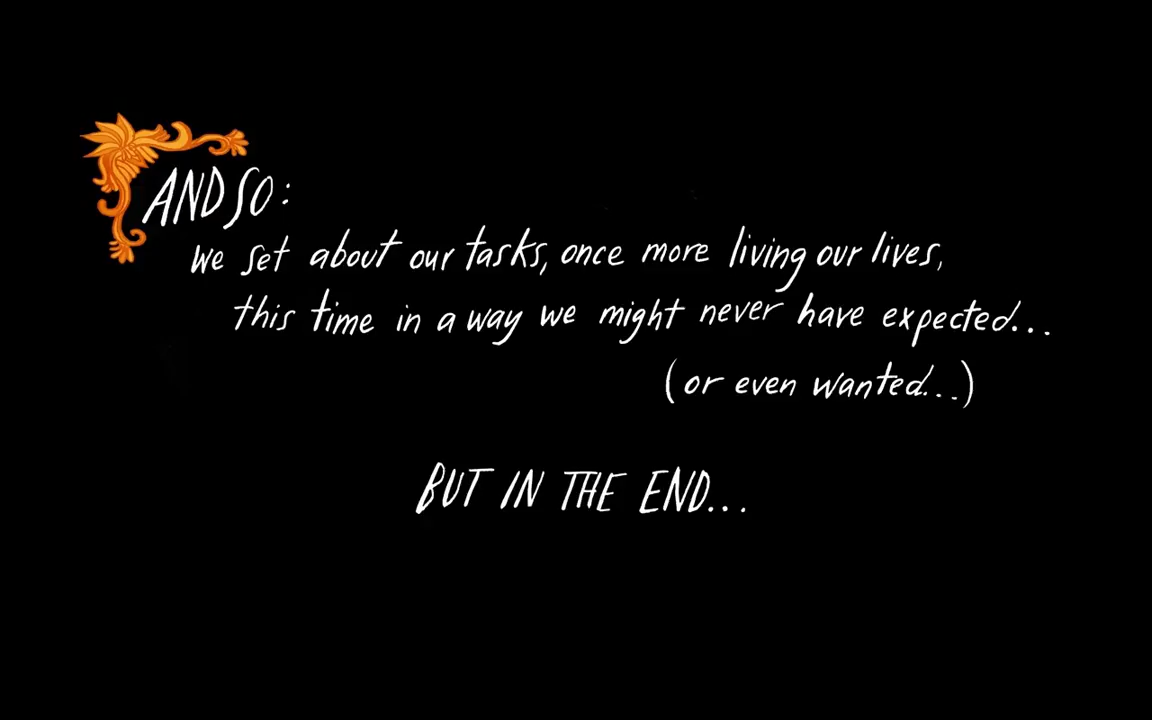 AND SO:
we set about our tasks, once more living our lives,
this time in a way we might never have expected...
(or even wanted...)
BUT IN THE END...